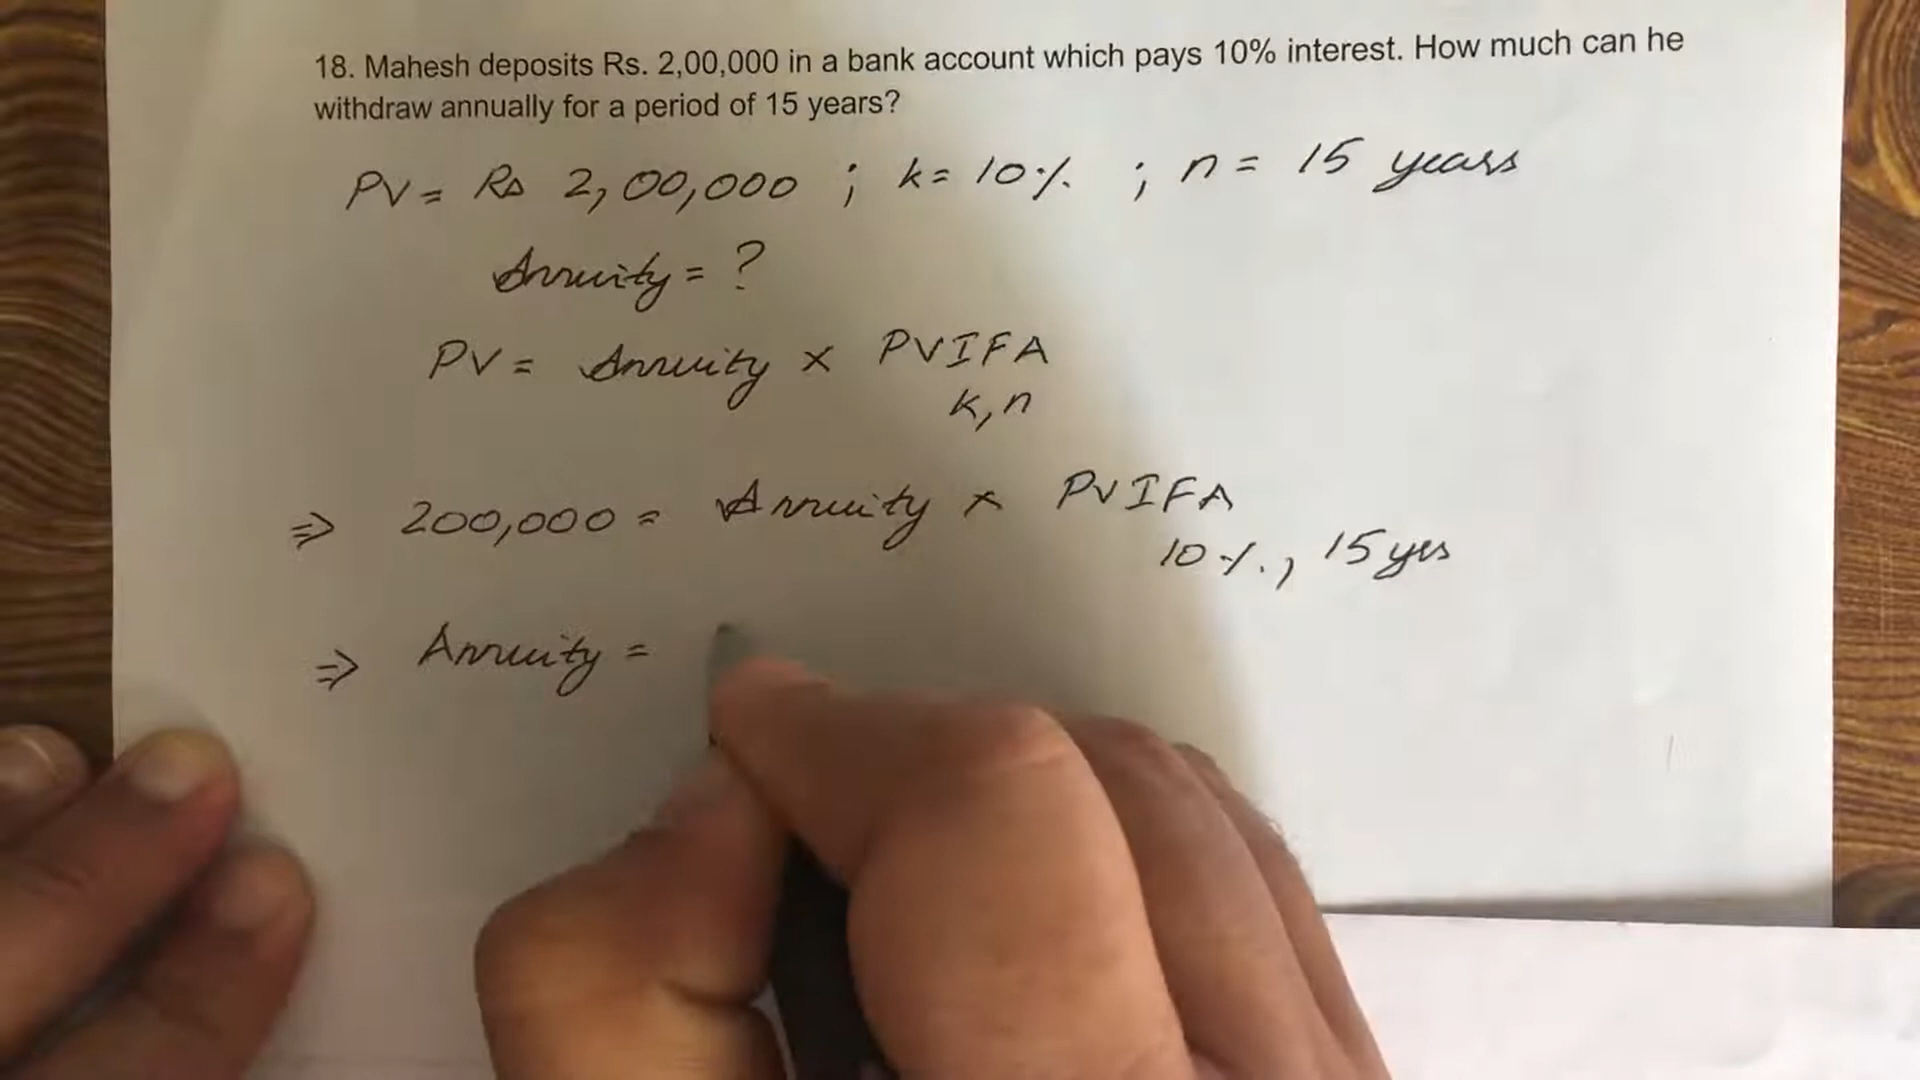 18. Mahesh deposits Rs. 2,00,000 in a bank account which pays 10% interest. How much can he
withdraw annually for a period of 15 years?
PV = Rs 2,00,000 ; k = 10% ; n = 15 years
Annuity = ?
PV = Annuity x PVIFA
k, n
⇒ 200,000 = Annuity x PVIFA
10%, 15 yrs
⇒ Annuity =